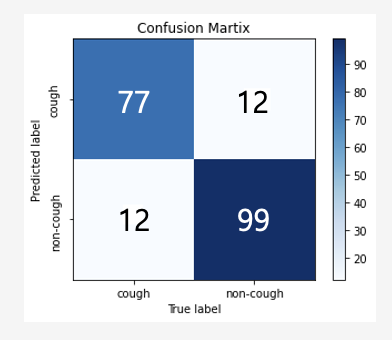 Confusion Martix
Predicted label
cough
77
12
non-cough
12
99
cough
non-cough
True label
90
80
70
60
50
40
30
20